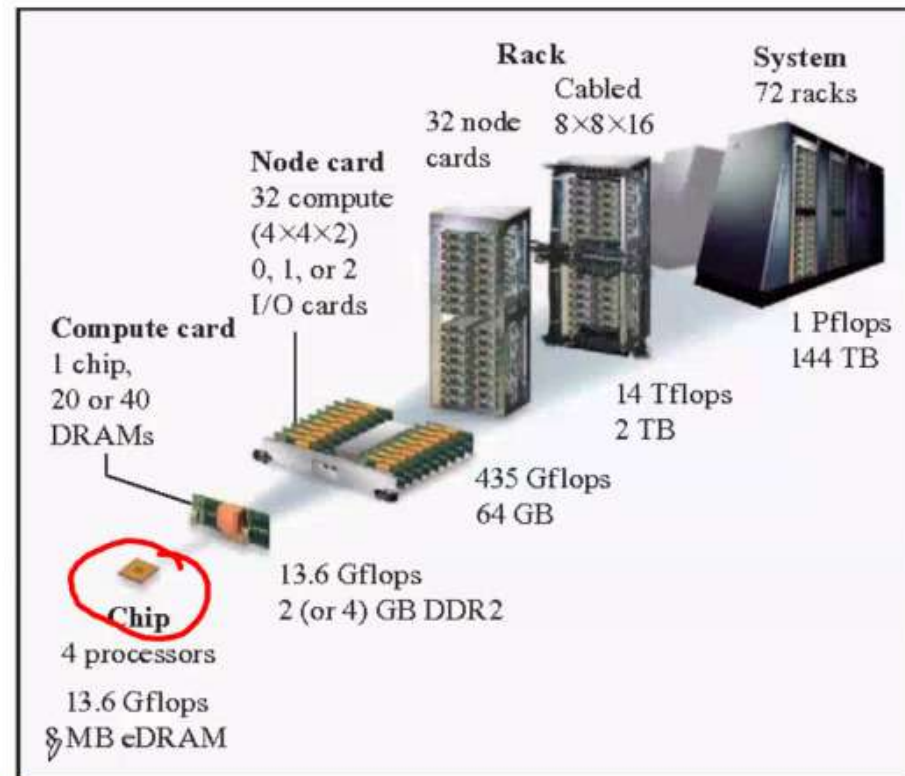 Rack
Cabled
8×8×16
System
72 racks
32 node
cards
Node card
32 compute
(4×4×2)
0, 1, or 2
I/O cards
Compute card
1 chip,
20 or 40
DRAMs
1 Pflops
144 TB
14 Tflops
2 TB
435 Gflops
64 GB
13.6 Gflops
2 (or 4) GB DDR2
Chip
4 processors
13.6 Gflops
8 MB eDRAM